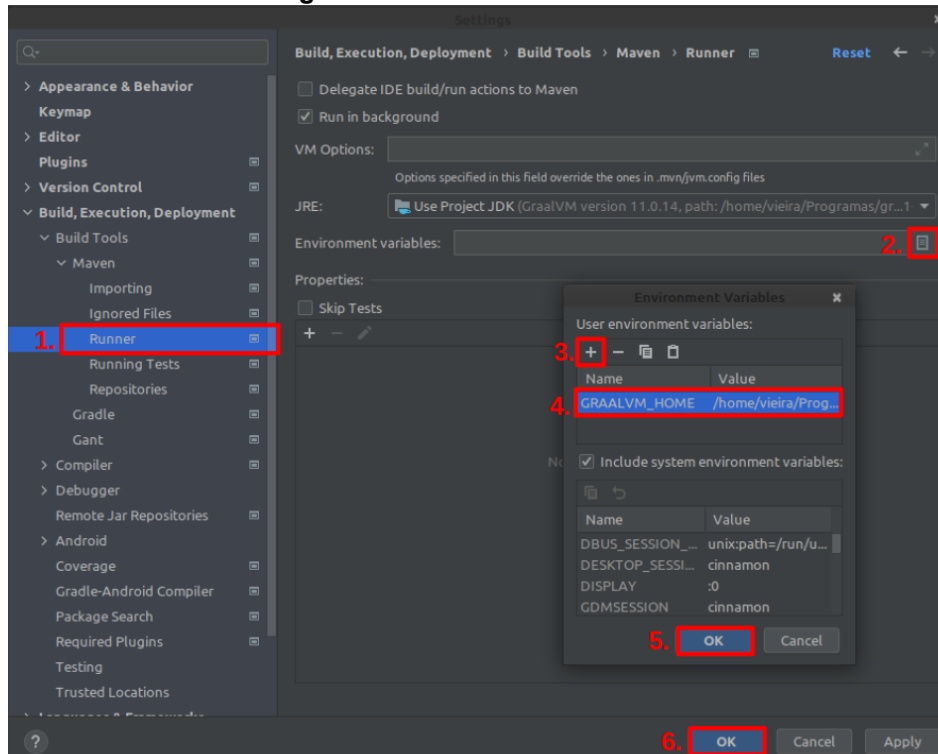 Settings
Build, Execution, Deployment › Build Tools › Maven › Runner Reset
Appearance & Behavior
Keymap
Editor
Plugins
Version Control
Build, Execution, Deployment
Build Tools
Maven
Importing
Ignored Files
1. Runner
Running Tests
Repositories
Gradle
Gant
Compiler
Debugger
Remote Jar Repositories
Android
Coverage
Gradle-Android Compiler
Package Search
Required Plugins
Testing
Trusted Locations
Delegate IDE build/run actions to Maven
Run in background
VM Options:
Options specified in this field override the ones in .mvn/jvm.config files
JRE: Use Project JDK (GraalVM version 11.0.14, path: /home/vieira/Programas/gr...1
Environment variables: 2.
Properties:
Skip Tests
Environment Variables
User environment variables:
3. +
Name Value
4. GRAALVM_HOME /home/vieira/Prog...
Include system environment variables:
Name Value
DBUS_SESSION_... unix:path=/run/u...
DESKTOP_SESSI... cinnamon
DISPLAY :0
GDMSESSION cinnamon
5. OK Cancel
? 6. OK Cancel Apply